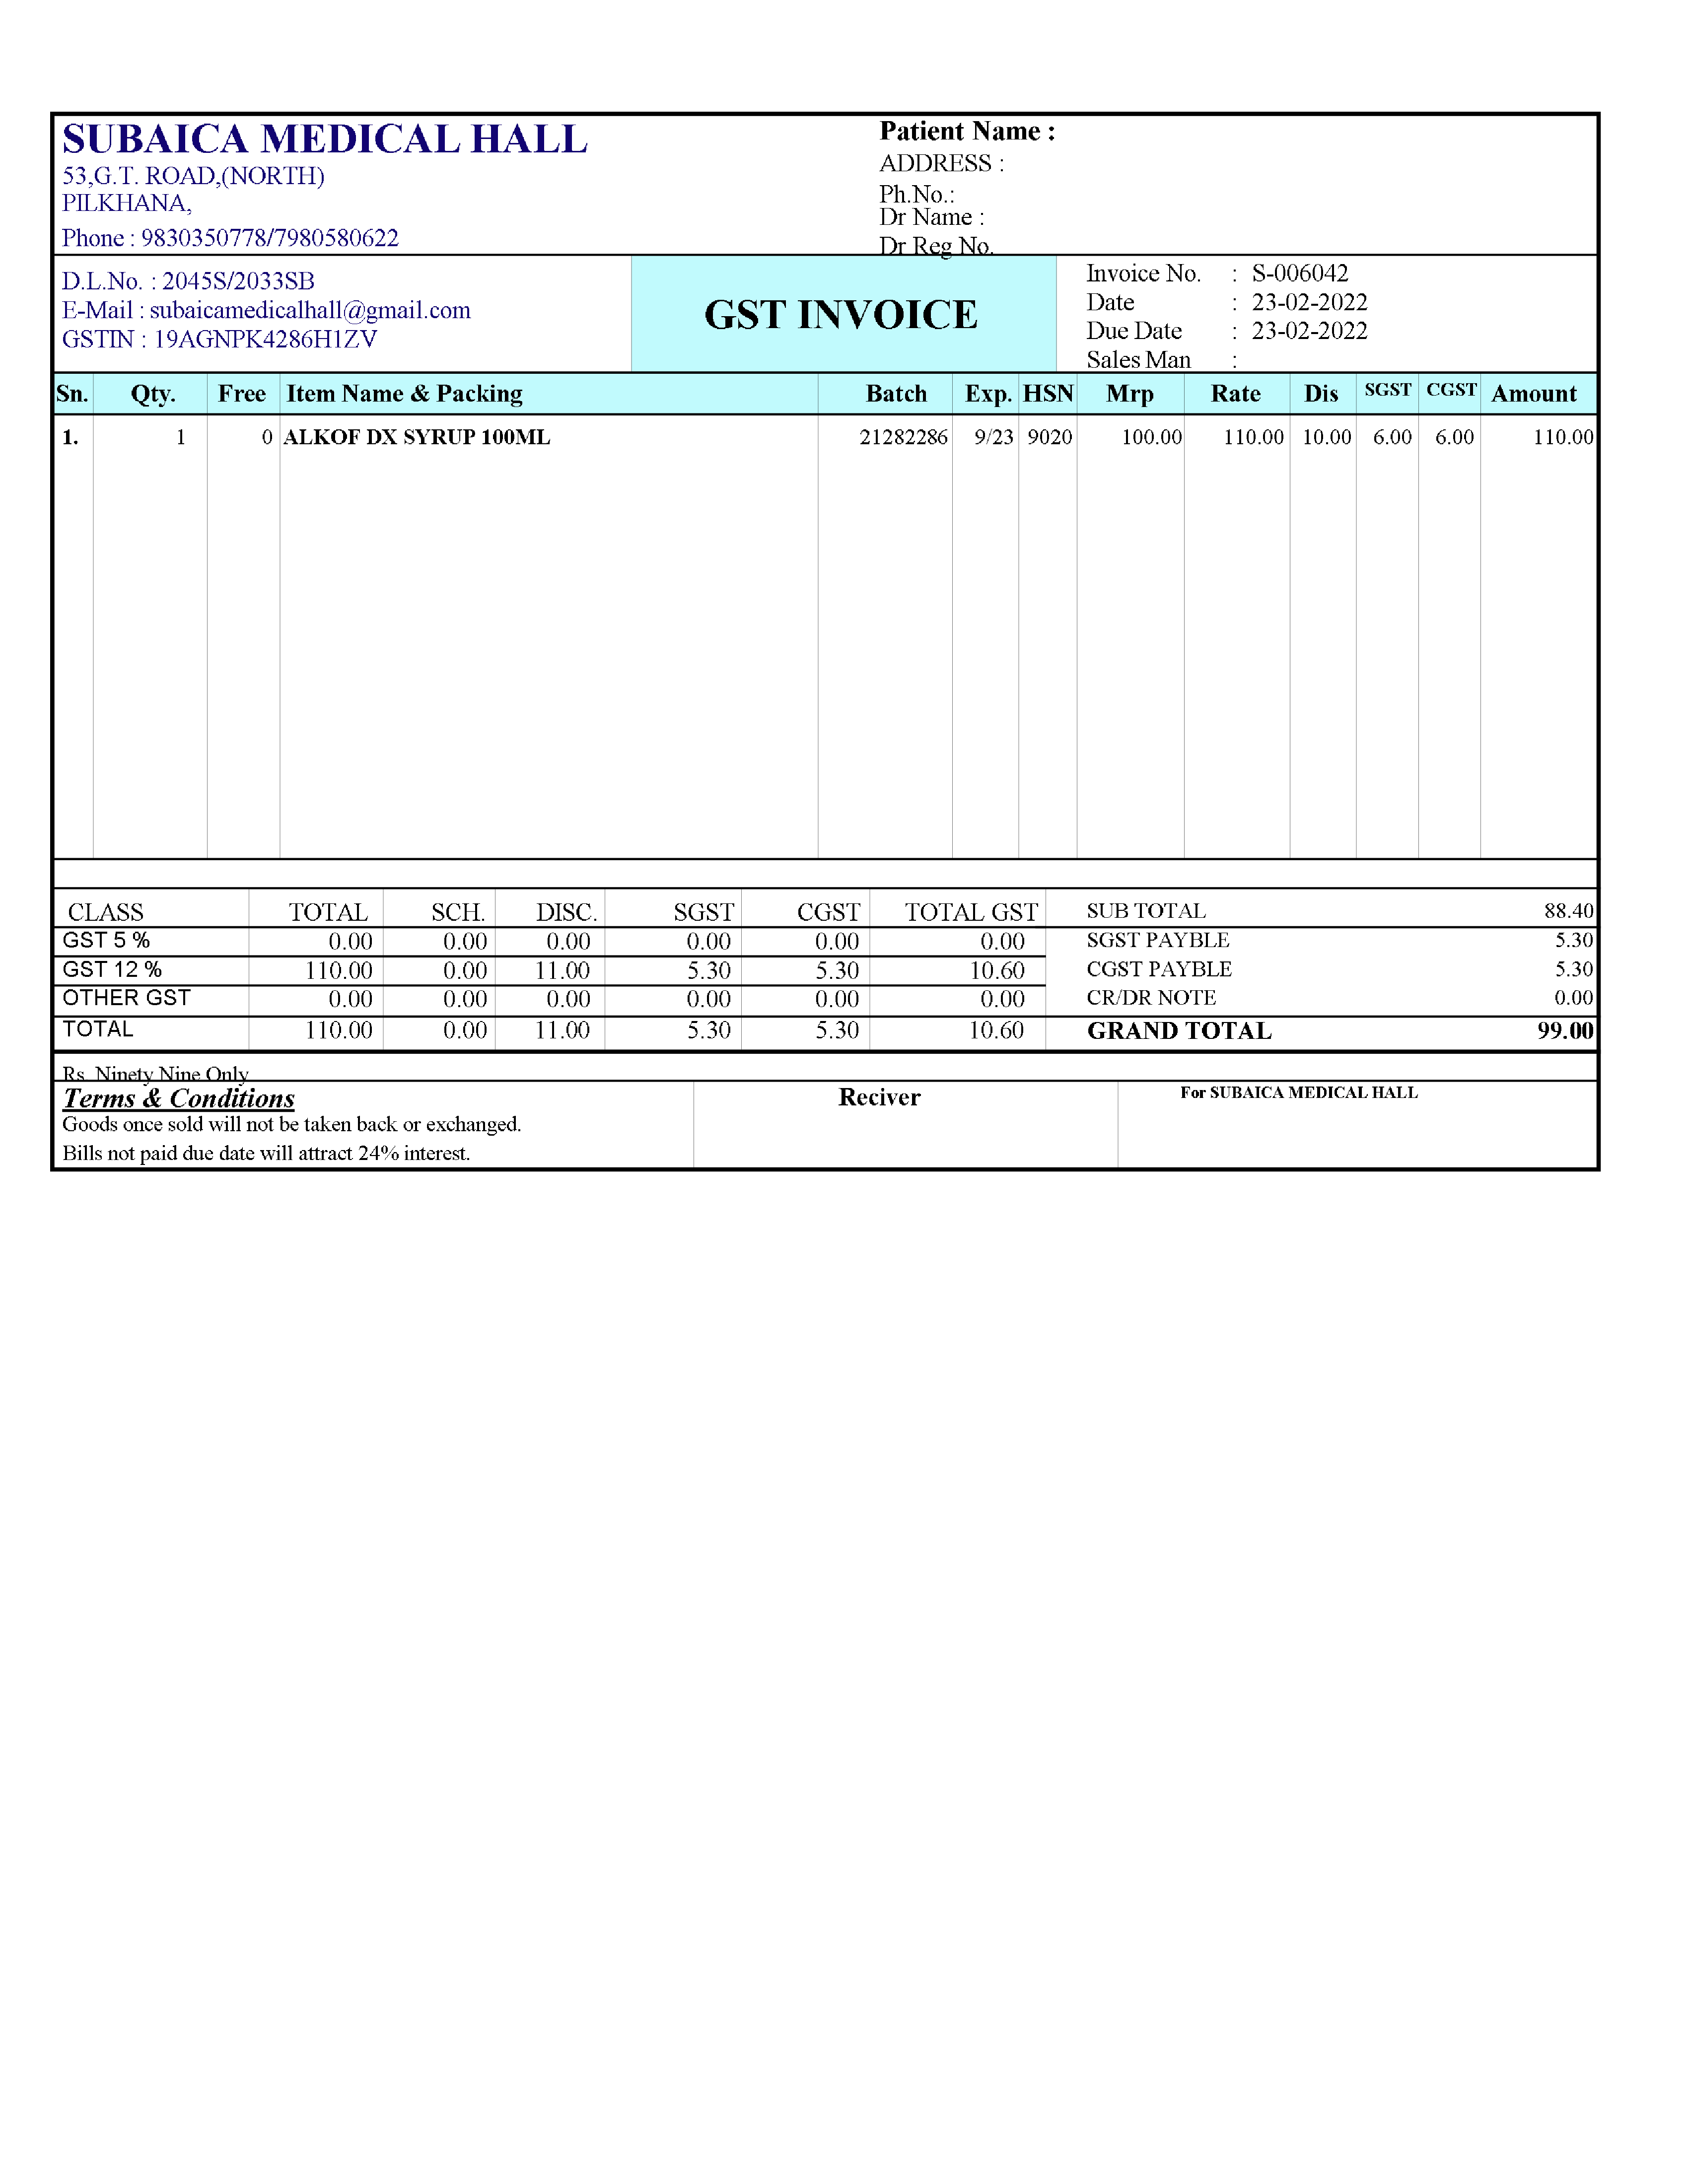 SUBAICA MEDICAL HALL
53,G.T. ROAD,(NORTH)
PILKHANA,
Phone : 9830350778/7980580622
Patient Name :
ADDRESS :
Ph.No.:
Dr Name :
Dr Reg No.
D.L.No. : 2045S/2033SB
E-Mail : subaicamedicalhall@gmail.com
GSTIN : 19AGNPK4286H1ZV
GST INVOICE
Invoice No. : S-006042
Date : 23-02-2022
Due Date : 23-02-2022
Sales Man :
Sn. Qty. Free Item Name & Packing Batch Exp. HSN Mrp Rate Dis SGST CGST Amount
1. 1 0 ALKOF DX SYRUP 100ML 21282286 9/23 9020 100.00 110.00 10.00 6.00 6.00 110.00
CLASS TOTAL SCH. DISC. SGST CGST TOTAL GST
GST 5 % 0.00 0.00 0.00 0.00 0.00 0.00
GST 12 % 110.00 0.00 11.00 5.30 5.30 10.60
OTHER GST 0.00 0.00 0.00 0.00 0.00 0.00
TOTAL 110.00 0.00 11.00 5.30 5.30 10.60
SUB TOTAL 88.40
SGST PAYBLE 5.30
CGST PAYBLE 5.30
CR/DR NOTE 0.00
GRAND TOTAL 99.00
Rs. Ninety Nine Only
Terms & Conditions
Goods once sold will not be taken back or exchanged.
Bills not paid due date will attract 24% interest.
Reciver
For SUBAICA MEDICAL HALL